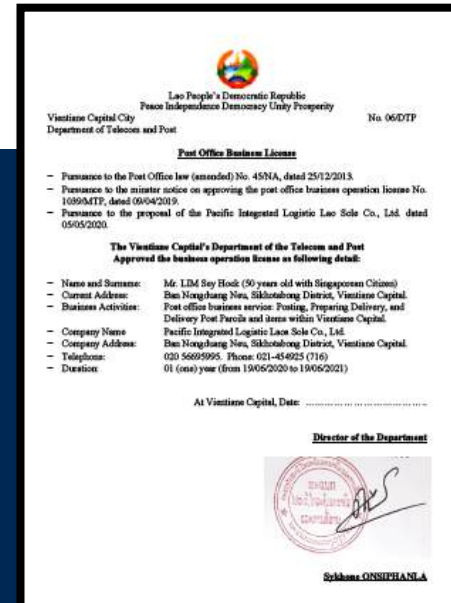 Lao People's Democratic Republic
Peace Independence Democracy Unity Prosperity
Vientiane Capital City No. 06/DTP
Department of Telecom and Post
Post Office Business License
– Pursuance to the Post Office law (amended) No. 45/NA, dated 25/12/2013.
– Pursuance to the minister notice on approving the post office business operation license No.
1039/MTP, dated 09/04/2019.
– Pursuance to the proposal of the Pacific Integrated Logistic Lao Sole Co., Ltd. dated
05/05/2020.
The Vientiane Captial's Department of the Telecom and Post
Approved the business operation license as following detail:
– Name and Surname: Mr. LIM Sey Hock (50 years old with Singaporean Citizen)
– Current Address: Ban Nongduang Neu, Sikhotabong District, Vientiane Capital.
– Business Activities: Post office business service: Posting, Preparing Delivery, and
Delivery Post Parcels and items within Vientiane Capital.
– Company Name Pacific Integrated Logistic Laos Sole Co., Ltd.
– Company Address: Ban Nongduang Neu, Sikhotabong District, Vientiane Capital.
– Telephone: 020 56695995. Phone: 021-454925 (716)
– Duration: 01 (one) year (from 19/06/2020 to 19/06/2021)
At Vientiane Capital, Date: ..............................
Director of the Department
Sykhone ONSIPHANLA